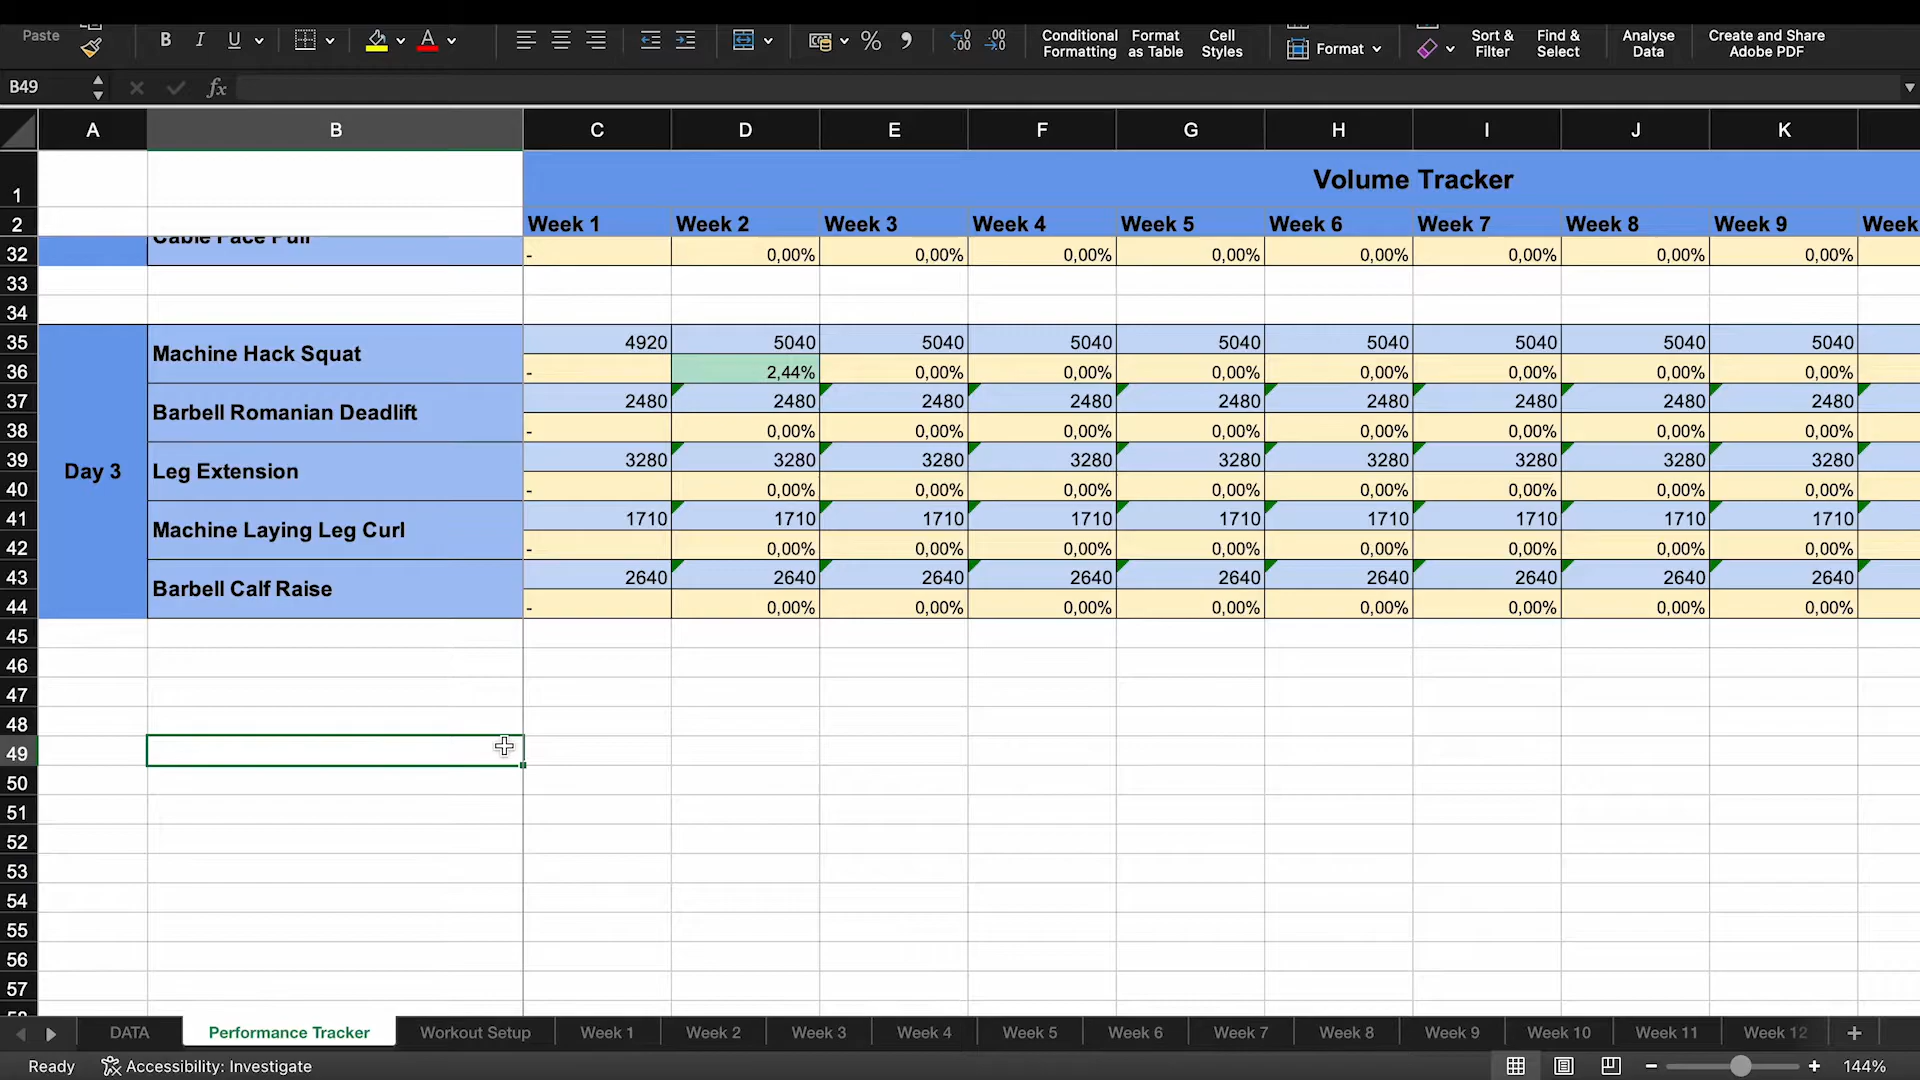 Paste B I U A % Conditional Formatting Format as Table Cell Styles Format Sort & Filter Find & Select Analyse Data Create and Share Adobe PDF
B49 fx
A B C D E F G H I J K
1 Volume Tracker
2 Week 1 Week 2 Week 3 Week 4 Week 5 Week 6 Week 7 Week 8 Week 9 Week
Cable Face Pull
32 - 0,00% 0,00% 0,00% 0,00% 0,00% 0,00% 0,00% 0,00%
33
34
35 Machine Hack Squat 4920 5040 5040 5040 5040 5040 5040 5040 5040
36 - 2,44% 0,00% 0,00% 0,00% 0,00% 0,00% 0,00% 0,00%
37 Barbell Romanian Deadlift 2480 2480 2480 2480 2480 2480 2480 2480 2480
38 - 0,00% 0,00% 0,00% 0,00% 0,00% 0,00% 0,00% 0,00%
39 Day 3 Leg Extension 3280 3280 3280 3280 3280 3280 3280 3280 3280
40 - 0,00% 0,00% 0,00% 0,00% 0,00% 0,00% 0,00% 0,00%
41 Machine Laying Leg Curl 1710 1710 1710 1710 1710 1710 1710 1710 1710
42 - 0,00% 0,00% 0,00% 0,00% 0,00% 0,00% 0,00% 0,00%
43 Barbell Calf Raise 2640 2640 2640 2640 2640 2640 2640 2640 2640
44 - 0,00% 0,00% 0,00% 0,00% 0,00% 0,00% 0,00% 0,00%
45
46
47
48
49
50
51
52
53
54
55
56
57
58
DATA Performance Tracker Workout Setup Week 1 Week 2 Week 3 Week 4 Week 5 Week 6 Week 7 Week 8 Week 9 Week 10 Week 11 Week 12 +
Ready Accessibility: Investigate - + 144%